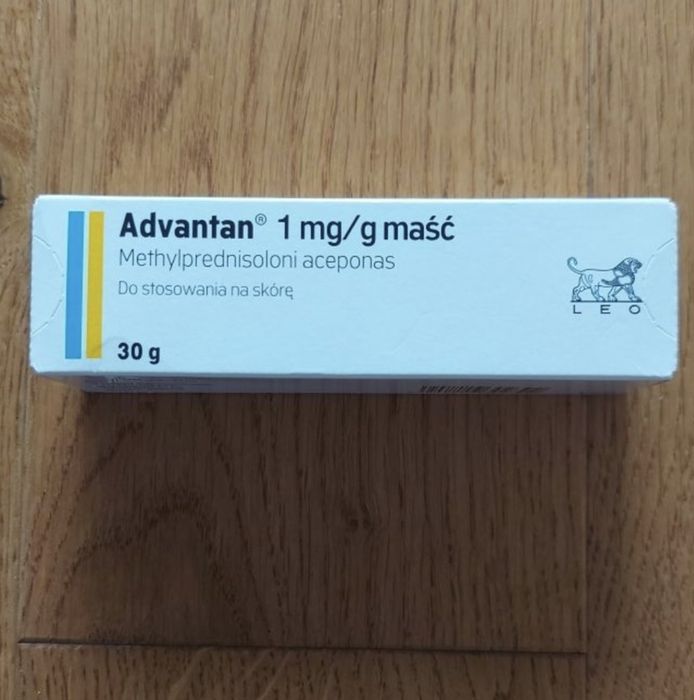 Advantan® 1 mg/g maść
Methylprednisoloni aceponas
Do stosowania na skórę
30 g
LEO